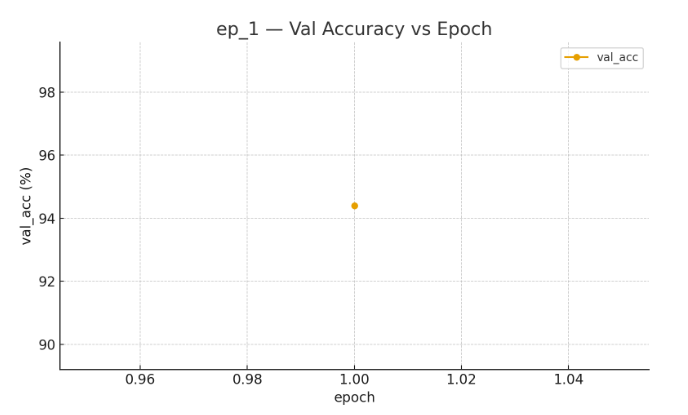 ep_1 — Val Accuracy vs Epoch
val_acc
98
96
94
92
90
val_acc (%)
0.96 0.98 1.00 1.02 1.04
epoch